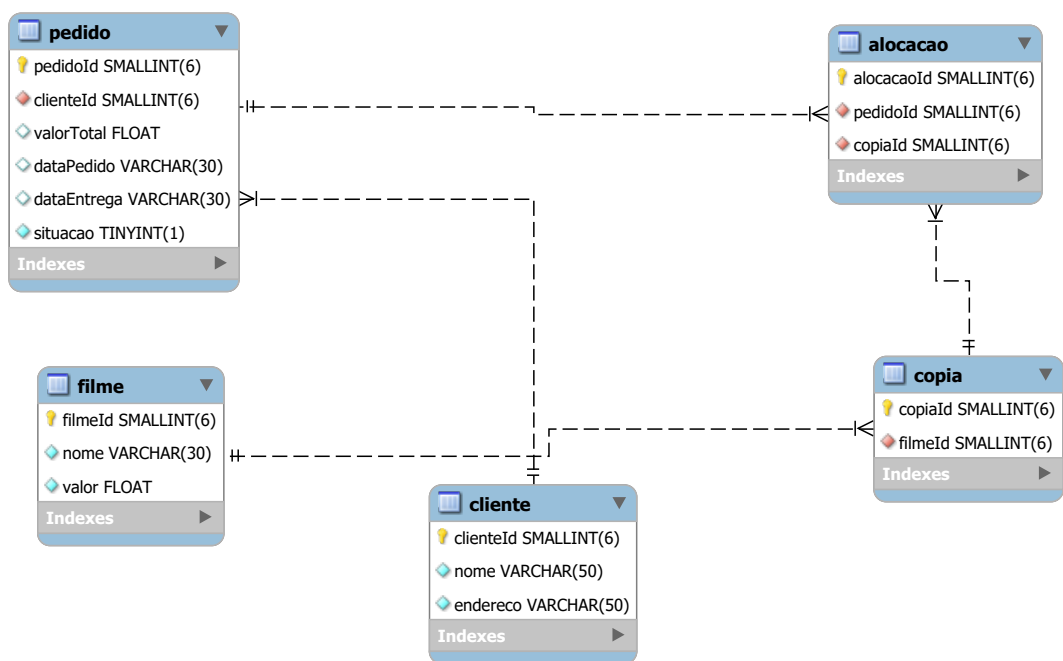 pedido
pedidoId SMALLINT(6)
clienteId SMALLINT(6)
valorTotal FLOAT
dataPedido VARCHAR(30)
dataEntrega VARCHAR(30)
situacao TINYINT(1)
Indexes
alocacao
alocacaoId SMALLINT(6)
pedidoId SMALLINT(6)
copiaId SMALLINT(6)
Indexes
filme
filmeId SMALLINT(6)
nome VARCHAR(30)
valor FLOAT
Indexes
copia
copiaId SMALLINT(6)
filmeId SMALLINT(6)
Indexes
cliente
clienteId SMALLINT(6)
nome VARCHAR(50)
endereco VARCHAR(50)
Indexes